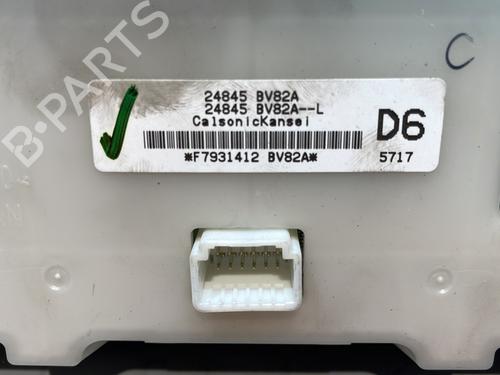 B-PARTS
C
24845 BV82A
24845 BV82A--L
CalsonicKansei
D6
*F7931412 BV82A*
5717